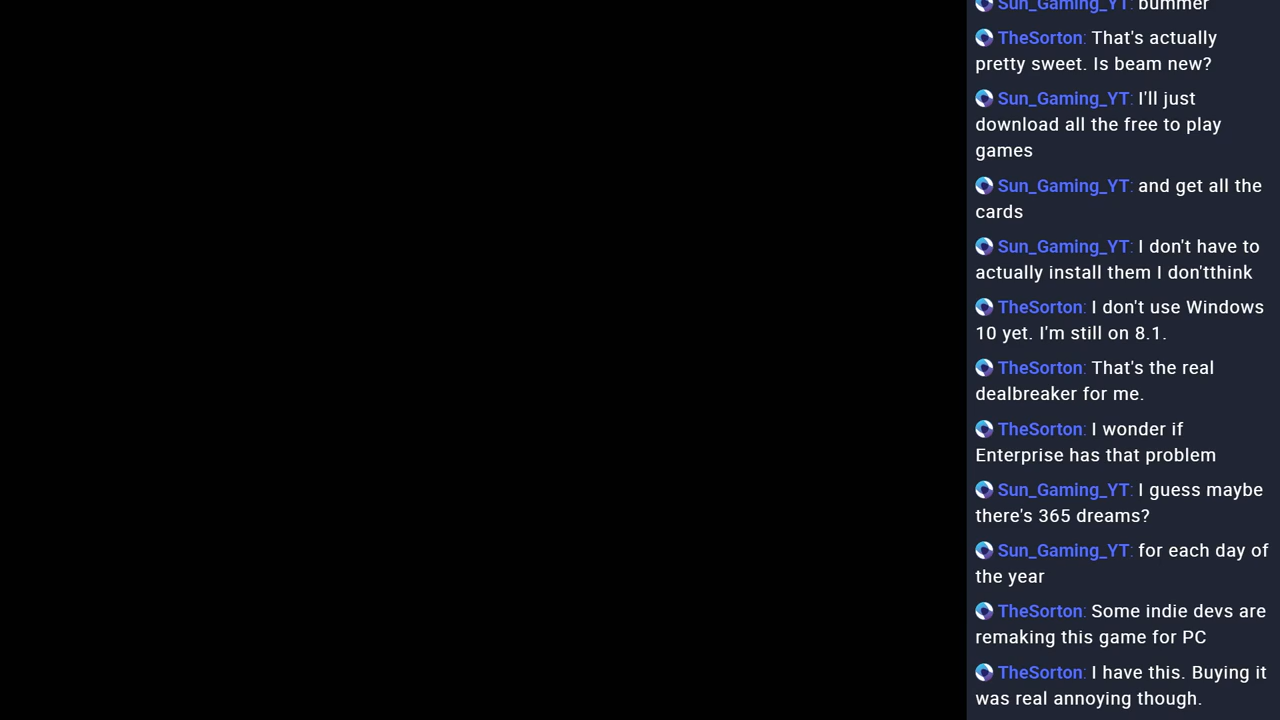 Sun_Gaming_YT: bummer
TheSorton: That's actually
pretty sweet. Is beam new?
Sun_Gaming_YT: I'll just
download all the free to play
games
Sun_Gaming_YT: and get all the
cards
Sun_Gaming_YT: I don't have to
actually install them I don'tthink
TheSorton: I don't use Windows
10 yet. I'm still on 8.1.
TheSorton: That's the real
dealbreaker for me.
TheSorton: I wonder if
Enterprise has that problem
Sun_Gaming_YT: I guess maybe
there's 365 dreams?
Sun_Gaming_YT: for each day of
the year
TheSorton: Some indie devs are
remaking this game for PC
TheSorton: I have this. Buying it
was real annoying though.